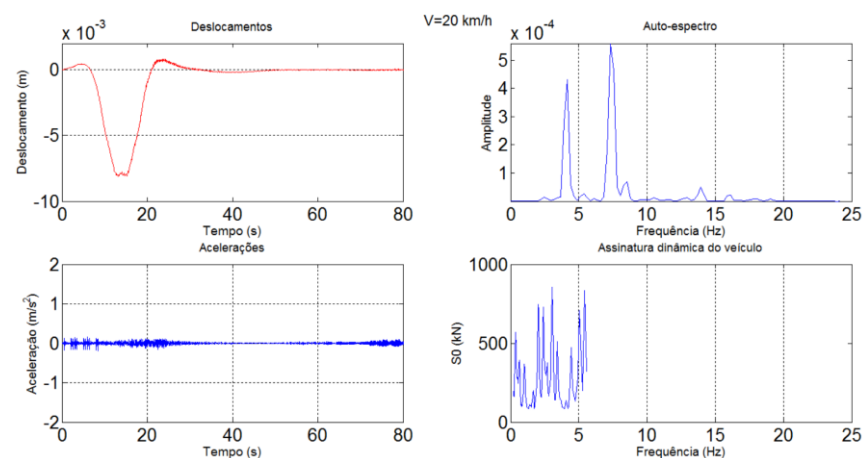 V=20 km/h
x 10⁻³
Deslocamentos
0
-5
-10
Deslocamento (m)
0 20 40 60 80
Tempo (s)
x 10⁻⁴
Auto-espectro
5
4
3
2
1
Amplitude
0 5 10 15 20 25
Frequência (Hz)
Acelerações
2
1
0
-1
-2
Aceleração (m/s²)
0 20 40 60 80
Tempo (s)
Assinatura dinâmica do veículo
1000
500
0
S0 (kN)
0 5 10 15 20 25
Frequência (Hz)